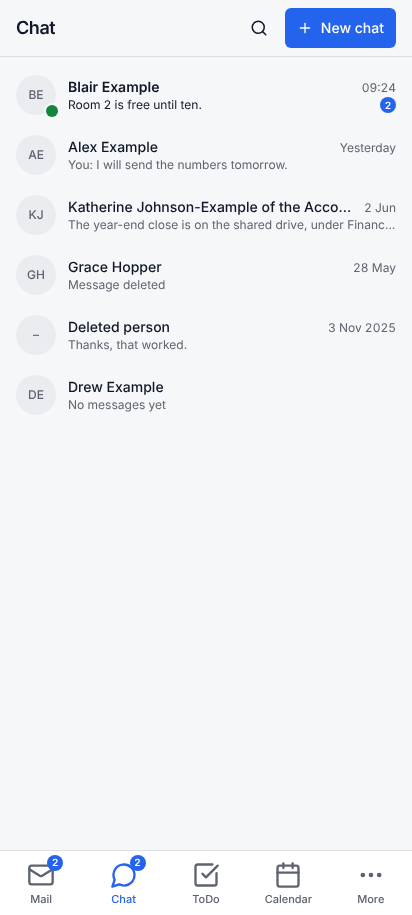 Chat
New chat
BE
Blair Example
09:24
Room 2 is free until ten.
2
AE
Alex Example
Yesterday
You: I will send the numbers tomorrow.
KJ
Katherine Johnson-Example of the Acco...
2 Jun
The year-end close is on the shared drive, under Financ...
GH
Grace Hopper
28 May
Message deleted
–
Deleted person
3 Nov 2025
Thanks, that worked.
DE
Drew Example
No messages yet
2
2
Mail
Chat
ToDo
Calendar
More